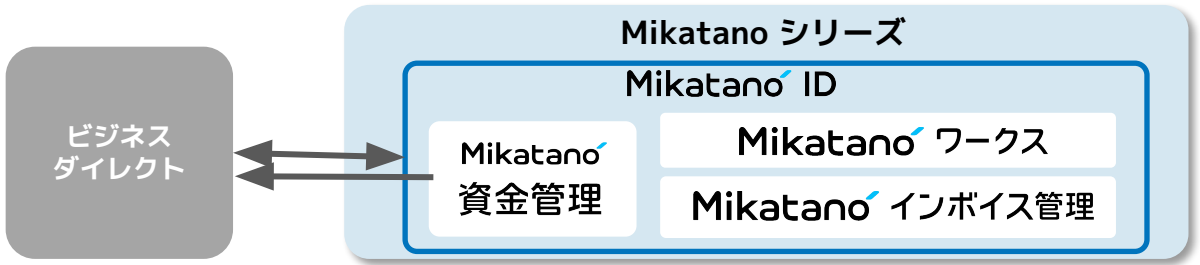 Mikatano シリーズ
Mikatano ID
ビジネス
ダイレクト
Mikatano
資金管理
Mikatano ワークス
Mikatano インボイス管理